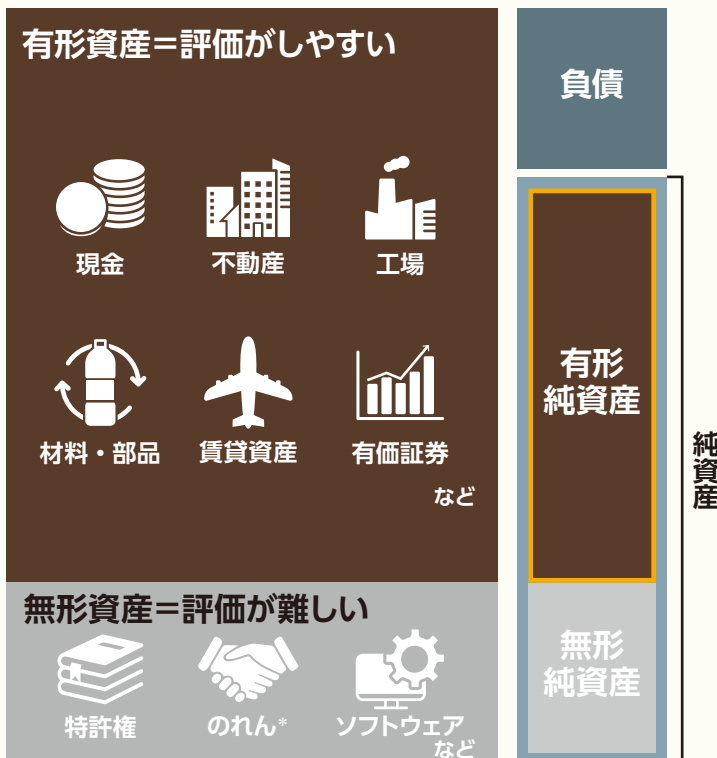 有形資産＝評価がしやすい
現金
不動産
工場
材料・部品
賃貸資産
有価証券
など
無形資産＝評価が難しい
特許権
のれん*
ソフトウェア
など
負債
有形
純資産
無形
純資産
純資産